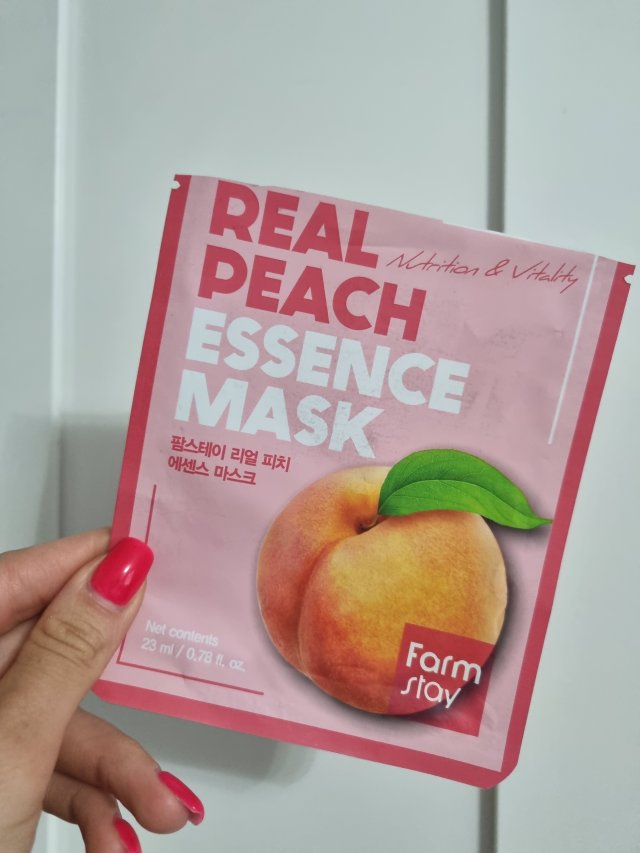 REAL
PEACH
Nutrition & Vitality
ESSENCE
MASK
팜스테이 리얼 피치
에센스 마스크
Net contents
23 ml / 0.78 fl. oz.
Farm
stay